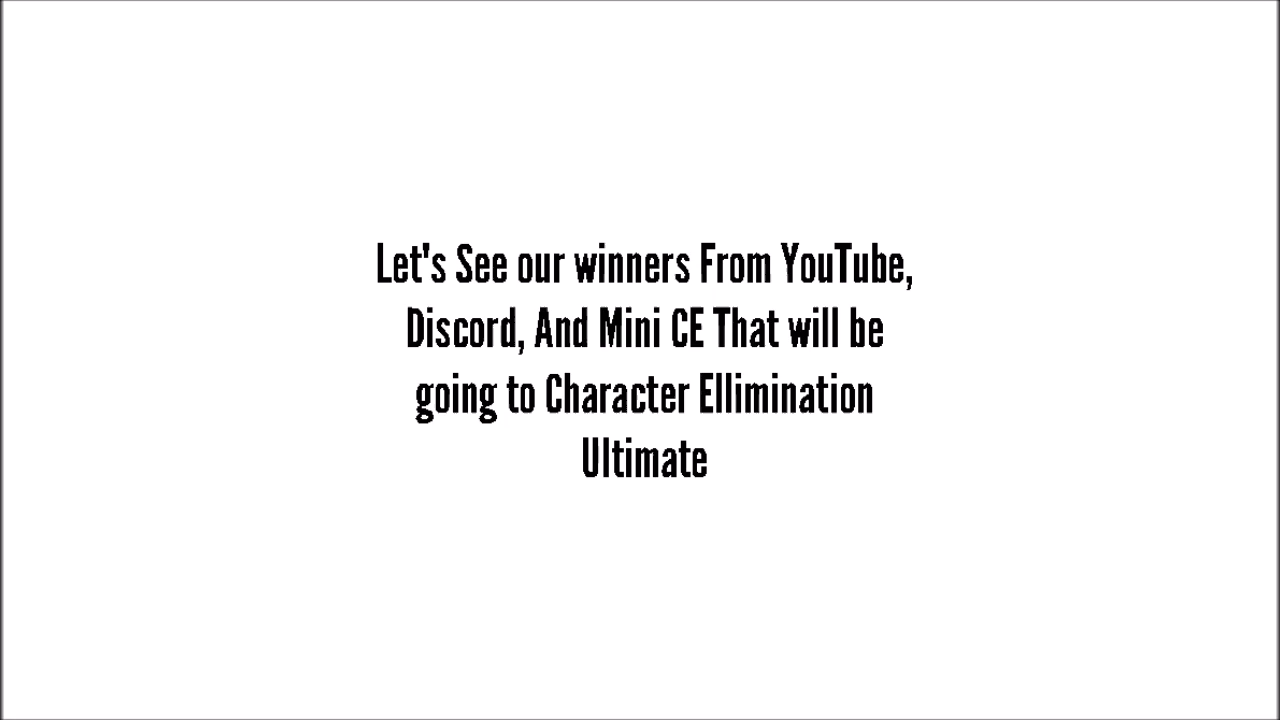 Let's See our winners From YouTube,
Discord, And Mini CE That will be
going to Character Ellimination
Ultimate